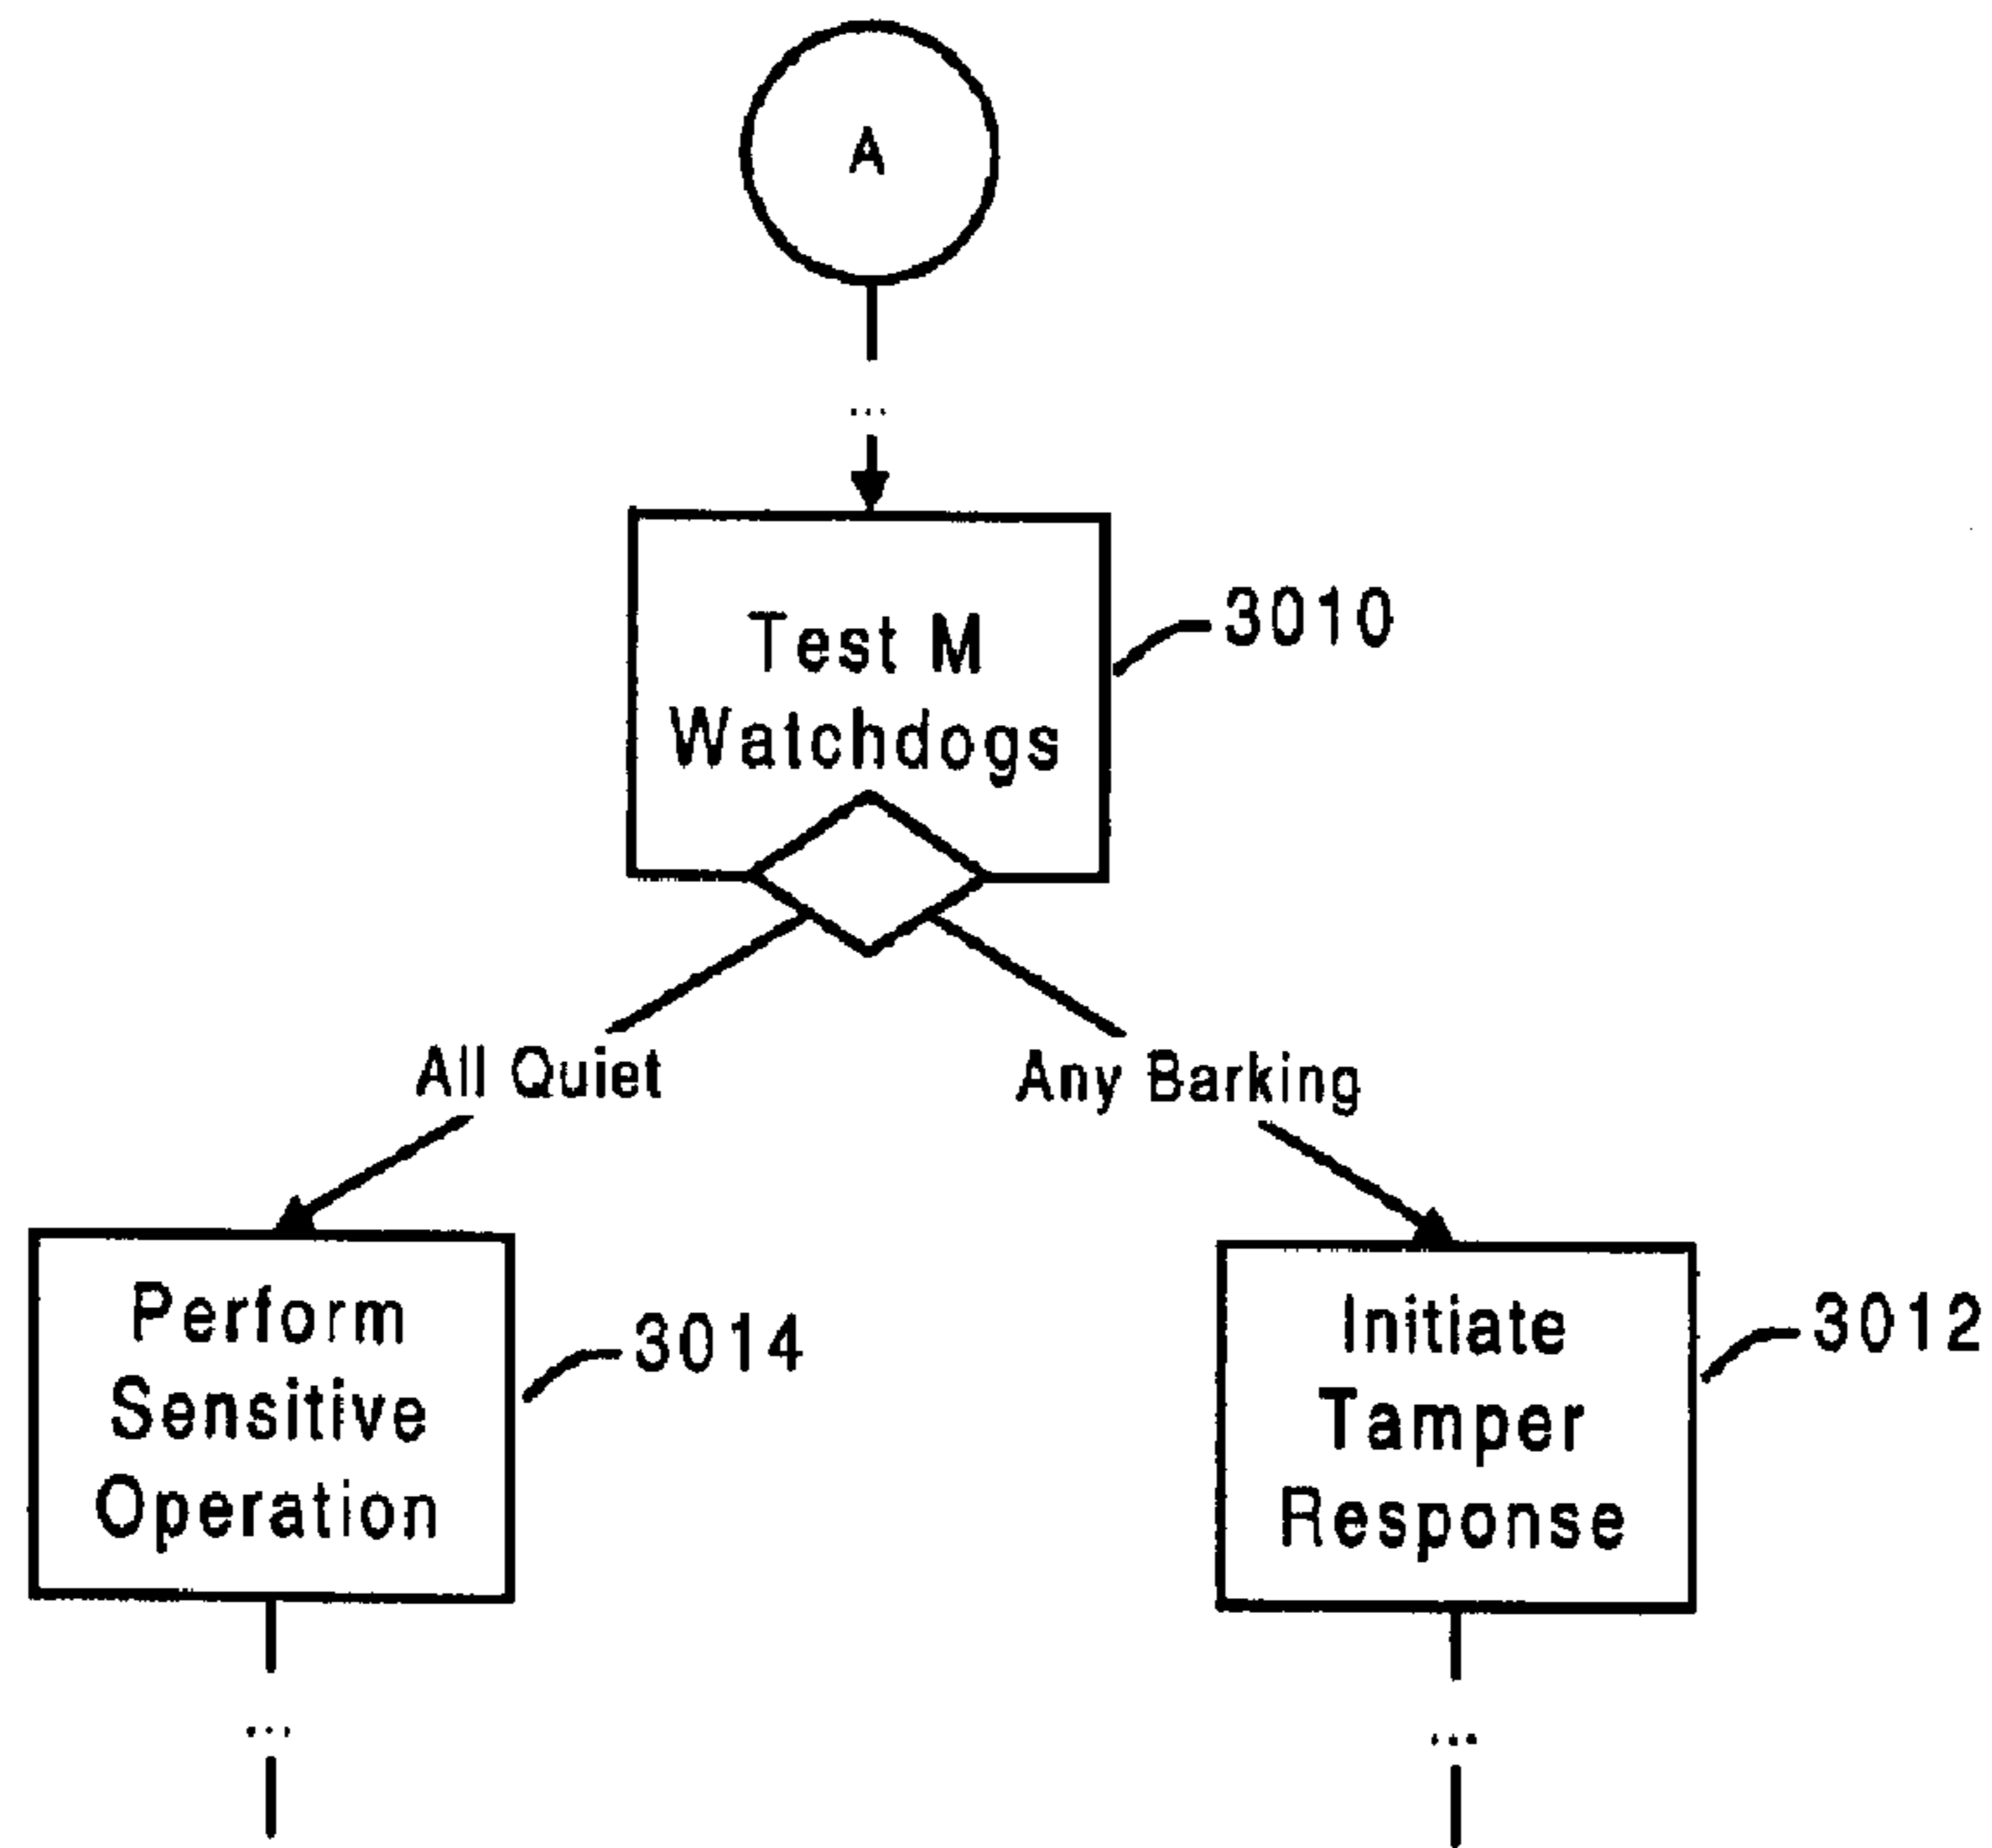 A
...
Test M
Watchdogs
3010
All Quiet
Any Barking
Perform
Sensitive
Operation
3014
Initiate
Tamper
Response
3012
...
...